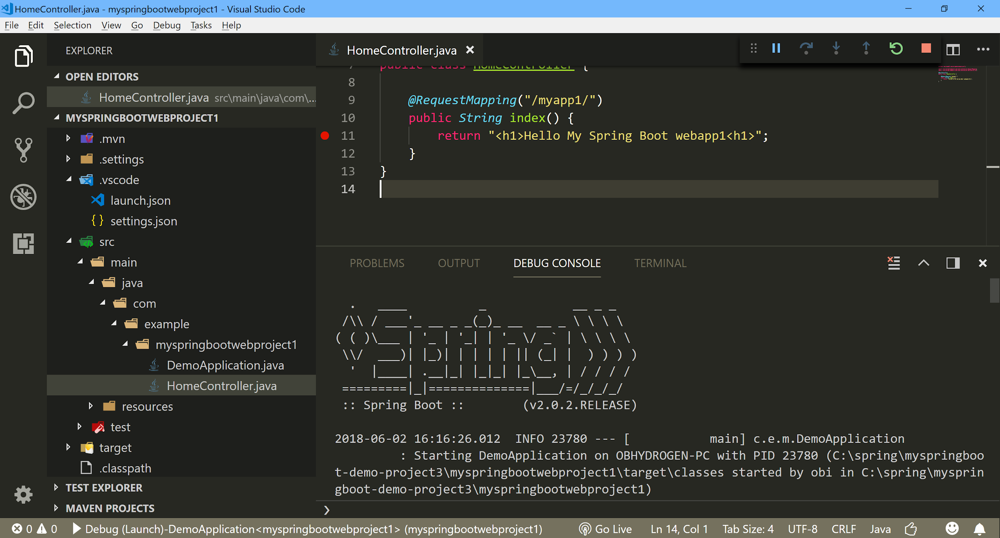 HomeController.java - myspringbootwebproject1 - Visual Studio Code
File Edit Selection View Go Debug Tasks Help
EXPLORER
OPEN EDITORS
HomeController.java src\main\java\com\...
MYSPRINGBOOTWEBPROJECT1
.mvn
.settings
.vscode
launch.json
settings.json
src
main
java
com
example
myspringbootwebproject1
DemoApplication.java
HomeController.java
resources
test
target
.classpath
TEST EXPLORER
MAVEN PROJECTS
HomeController.java
7 public class HomeController {
8
9 @RequestMapping("/myapp1/")
10 public String index() {
11 return "<h1>Hello My Spring Boot webapp1<h1>";
12 }
13 }
14
PROBLEMS OUTPUT DEBUG CONSOLE TERMINAL
  .   ____          _            __ _ _
 /\\ / ___'_ __ _ _(_)_ __  __ _ \ \ \ \
( ( )\___ | '_ | '_| | '_ \/ _` | \ \ \ \
 \\/  ___)| |_)| | | | | || (_| |  ) ) ) )
  '  |____| .__|_| |_|_| |_\__, | / / / /
 =========|_|==============|___/=/_/_/_/
 :: Spring Boot ::        (v2.0.2.RELEASE)
2018-06-02 16:16:26.012  INFO 23780 --- [           main] c.e.m.DemoApplication
: Starting DemoApplication on OBHYDROGEN-PC with PID 23780 (C:\spring\myspringboo
t-demo-project3\myspringbootwebproject1\target\classes started by obi in C:\spring\mysprin
gboot-demo-project3\myspringbootwebproject1)
0 0 Debug (Launch)-DemoApplication<myspringbootwebproject1> (myspringbootwebproject1) Go Live Ln 14, Col 1 Tab Size: 4 UTF-8 CRLF Java